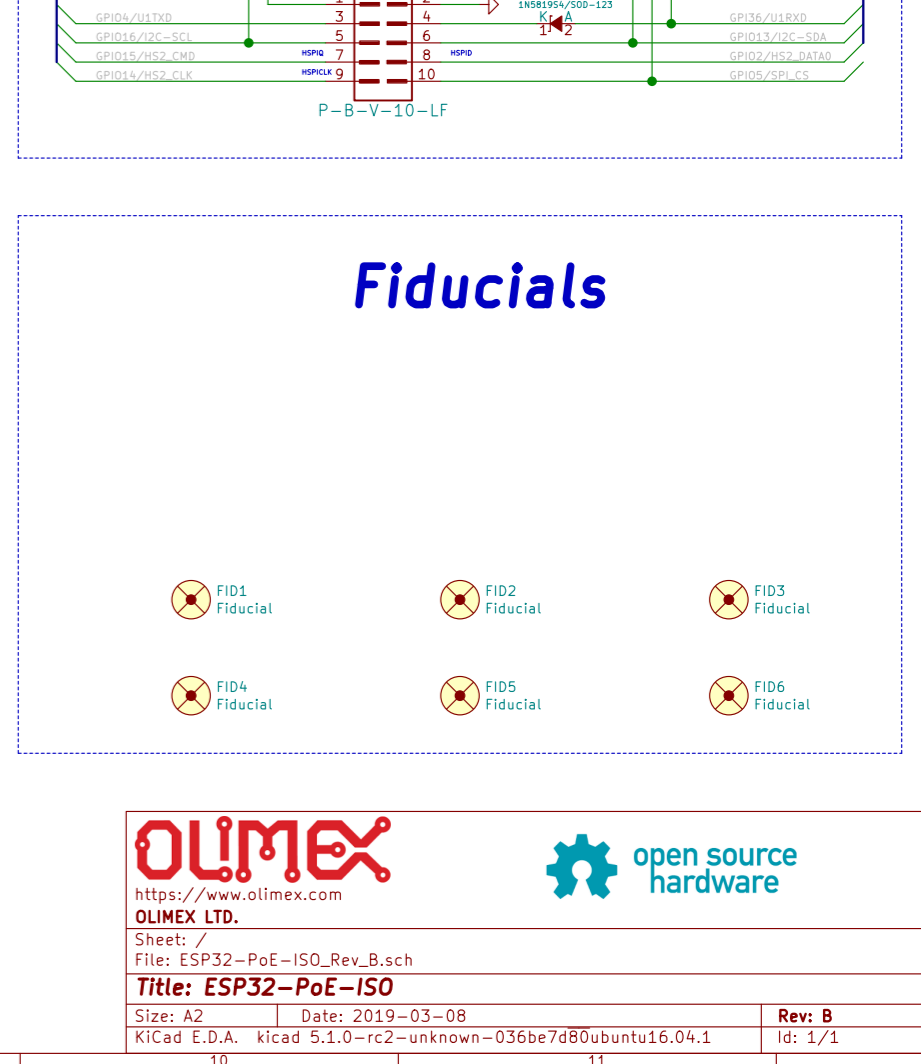 1N5819S4/SOD-123
GPIO4/U1TXD 3 4 K A GPI36/U1RXD
1 2
GPIO16/I2C-SCL 5 6 GPIO13/I2C-SDA
GPIO15/HS2_CMD HSPIQ 7 8 HSPID GPIO2/HS2_DATA0
GPIO14/HS2_CLK HSPICLK 9 10 GPIO5/SPI_CS
P-B-V-10-LF
Fiducials
FID1 FID2 FID3
Fiducial Fiducial Fiducial
FID4 FID5 FID6
Fiducial Fiducial Fiducial
OLIMEX
open source
hardware
https://www.olimex.com
OLIMEX LTD.
Sheet: /
File: ESP32-PoE-ISO_Rev_B.sch
Title: ESP32-PoE-ISO
Size: A2 Date: 2019-03-08 Rev: B
KiCad E.D.A. kicad 5.1.0-rc2-unknown-036be7d80ubuntu16.04.1 Id: 1/1
10 11